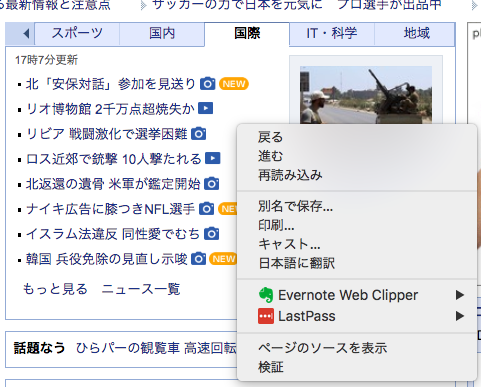 最新情報と注意点 サッカーの力で日本を元気に プロ選手が出品中
スポーツ 国内 国際 IT・科学 地域
17時7分更新
北「安保対話」参加を見送り NEW
リオ博物館 2千万点超焼失か
リビア 戦闘激化で選挙困難
ロス近郊で銃撃 10人撃たれる
北返還の遺骨 米軍が鑑定開始
ナイキ広告に膝つきNFL選手
イスラム法違反 同性愛でむち
韓国 兵役免除の見直し示唆 NEW
もっと見る ニュース一覧
話題なう ひらパーの観覧車 高速回転
戻る
進む
再読み込み
別名で保存...
印刷...
キャスト...
日本語に翻訳
Evernote Web Clipper
LastPass
ページのソースを表示
検証